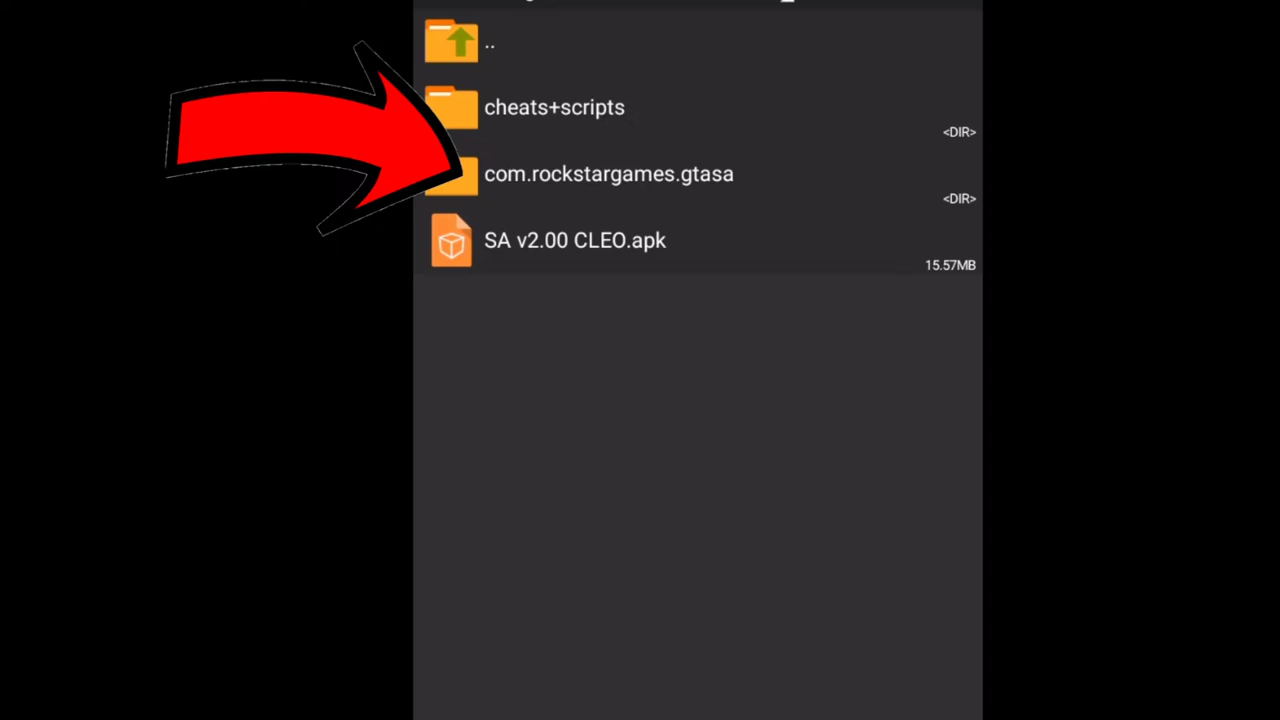 ..
cheats+scripts
<DIR>
com.rockstargames.gtasa
<DIR>
SA v2.00 CLEO.apk
15.57MB